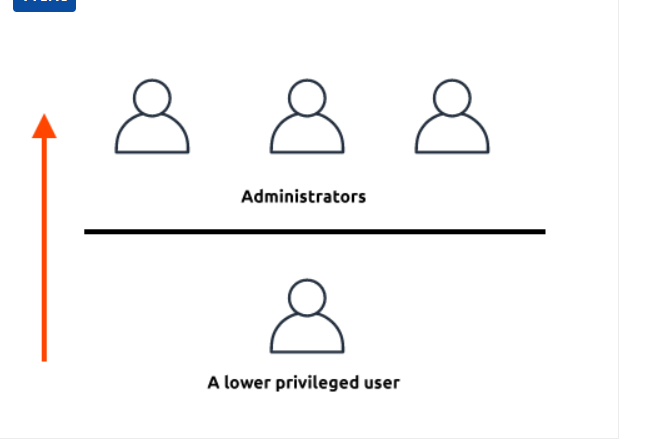 Administrators
A lower privileged user